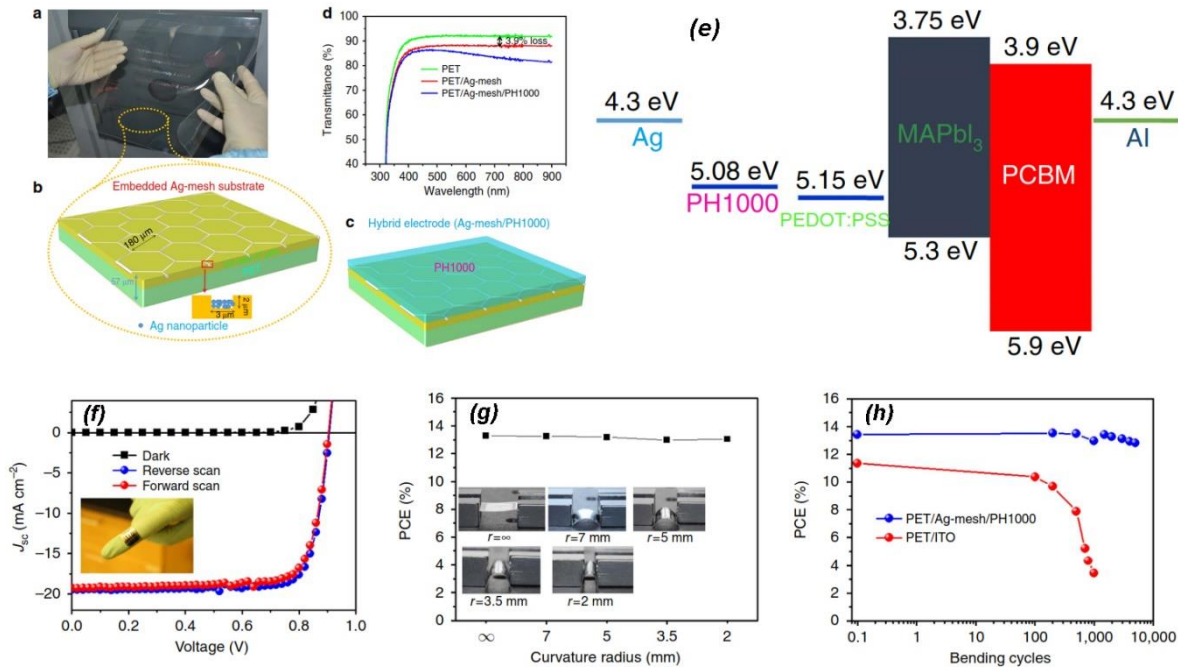 a
b
Embedded Ag-mesh substrate
180 μm
57 μm
2 μm
3 μm
Ag nanoparticle
d
Transmittance (%)
100
90
80
70
60
50
40
3.9% loss
PET
PET/Ag-mesh
PET/Ag-mesh/PH1000
300 400 500 600 700 800 900
Wavelength (nm)
c
Hybrid electrode (Ag-mesh/PH1000)
PH1000
(e)
4.3 eV
Ag
5.08 eV
PH1000
5.15 eV
PEDOT:PSS
3.75 eV
MAPbI3
5.3 eV
3.9 eV
PCBM
5.9 eV
4.3 eV
Al
(f)
Jsc (mA cm−2)
0
−5
−10
−15
−20
Dark
Reverse scan
Forward scan
0.0 0.2 0.4 0.6 0.8 1.0
Voltage (V)
(g)
PCE (%)
16
14
12
10
8
6
4
2
0
r=∞ r=7 mm r=5 mm
r=3.5 mm r=2 mm
∞ 7 5 3.5 2
Curvature radius (mm)
(h)
PCE (%)
16
14
12
10
8
6
4
2
0
PET/Ag-mesh/PH1000
PET/ITO
0.1 1 10 100 1,000 10,000
Bending cycles